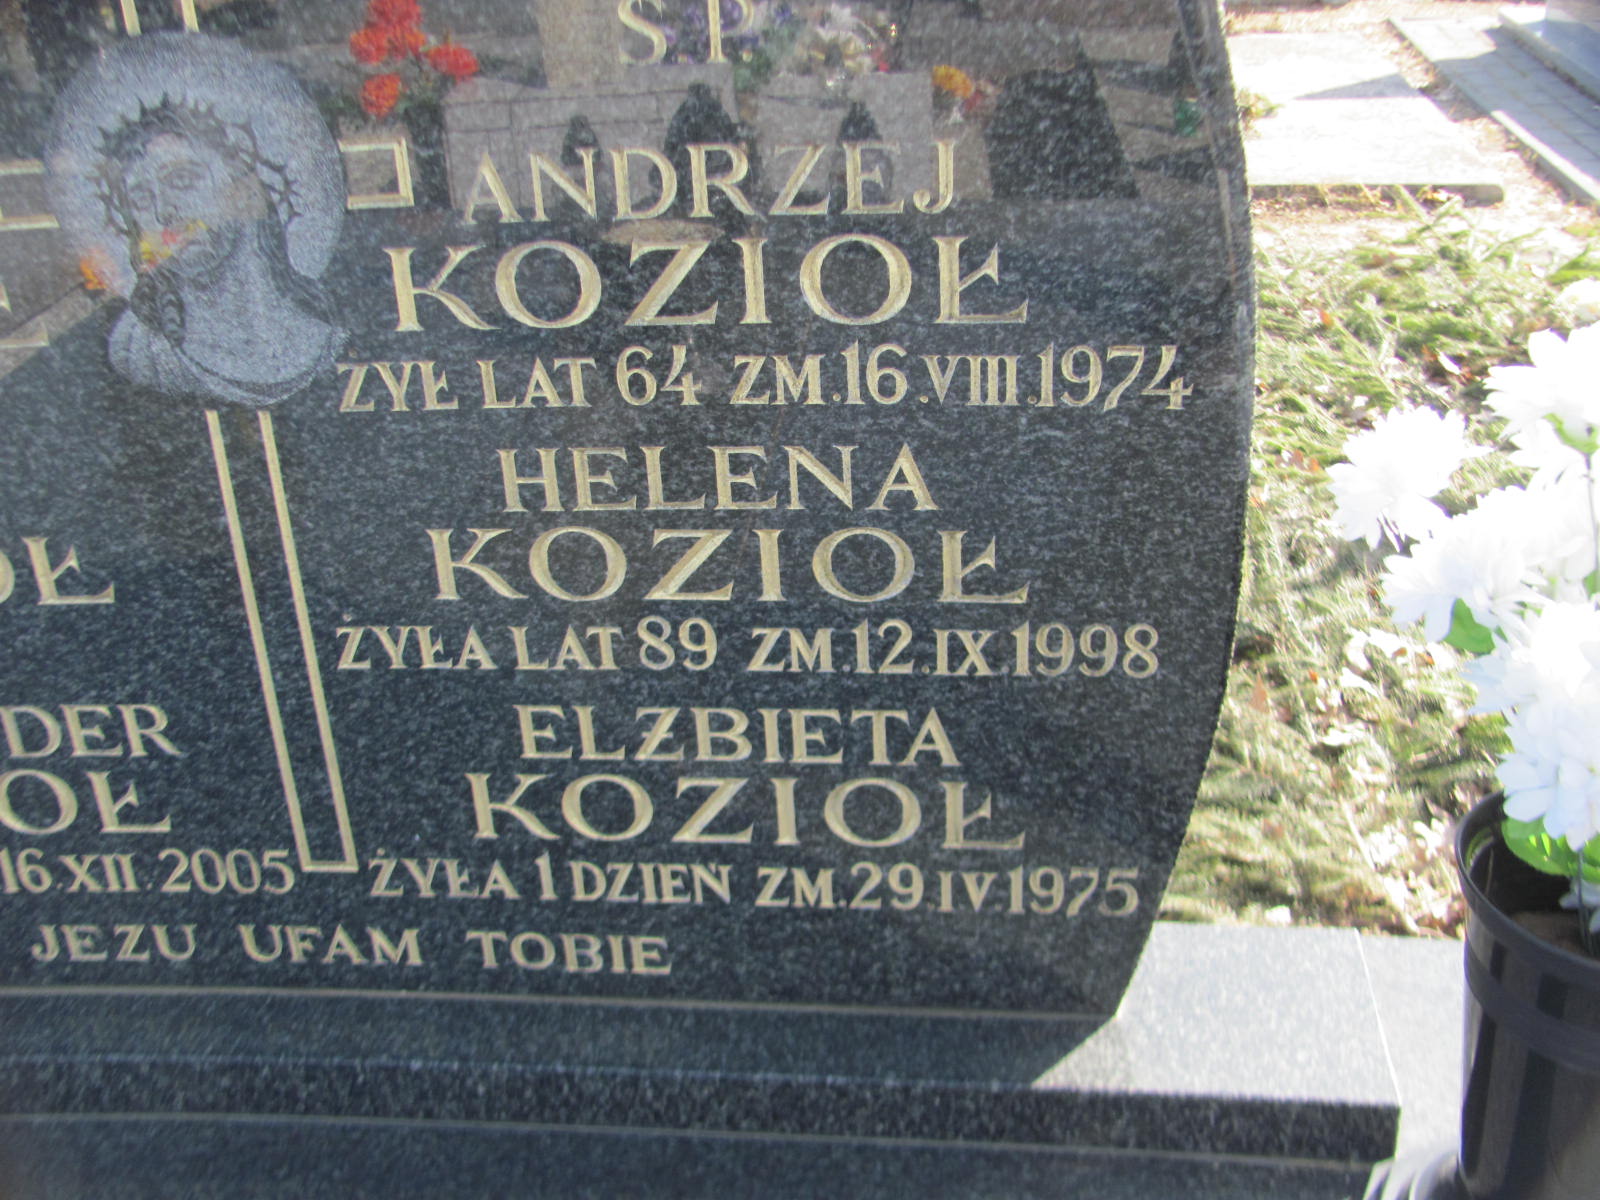 Ś P.
ANDRZEJ
KOZIOŁ
ŻYŁ LAT 64 ZM.16.VIII.1974
HELENA
KOZIOŁ
ŻYŁA LAT 89 ZM.12.IX.1998
ELŻBIETA
KOZIOŁ
ŻYŁA 1 DZIEŃ ZM.29.IV.1975
OŁ
DER
OŁ
16.XII.2005
JEZU UFAM TOBIE